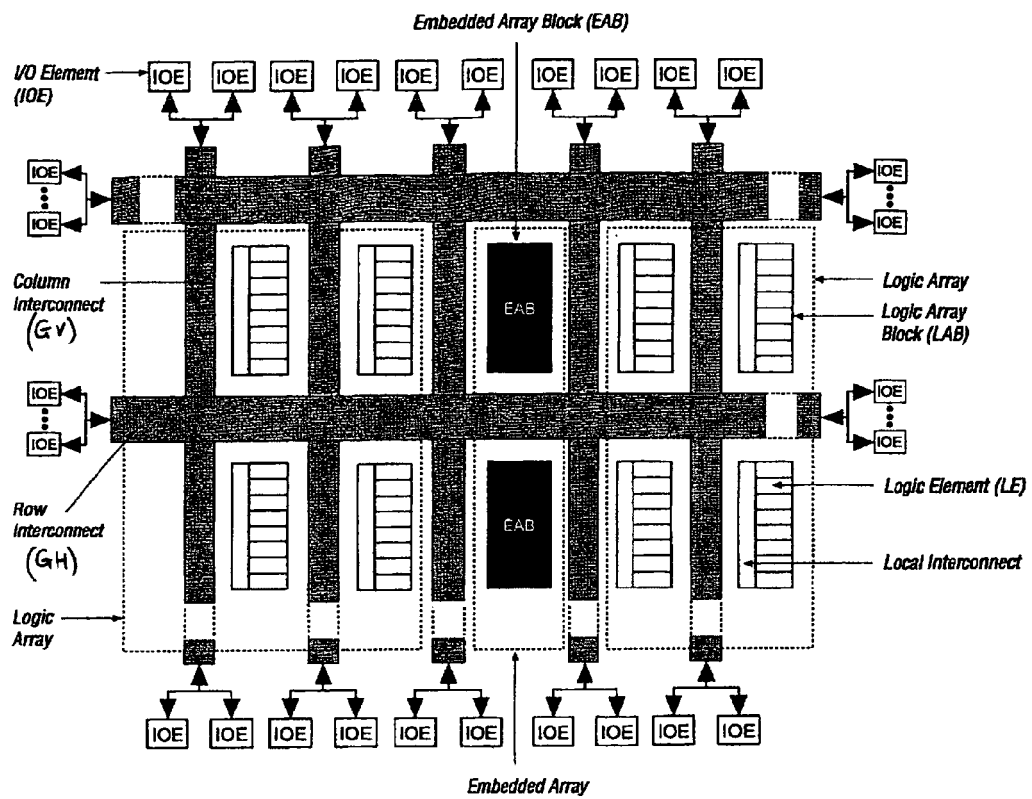 Embedded Array Block (EAB)
I/O Element
(IOE)
IOE IOE IOE IOE IOE IOE IOE IOE IOE IOE
IOE IOE
IOE IOE
Column
Interconnect
(GV)
EAB
Logic Array
Logic Array
Block (LAB)
IOE IOE
IOE IOE
Row
Interconnect
(GH)
EAB
Logic Element (LE)
Local Interconnect
Logic
Array
IOE IOE IOE IOE IOE IOE IOE IOE IOE IOE
Embedded Array